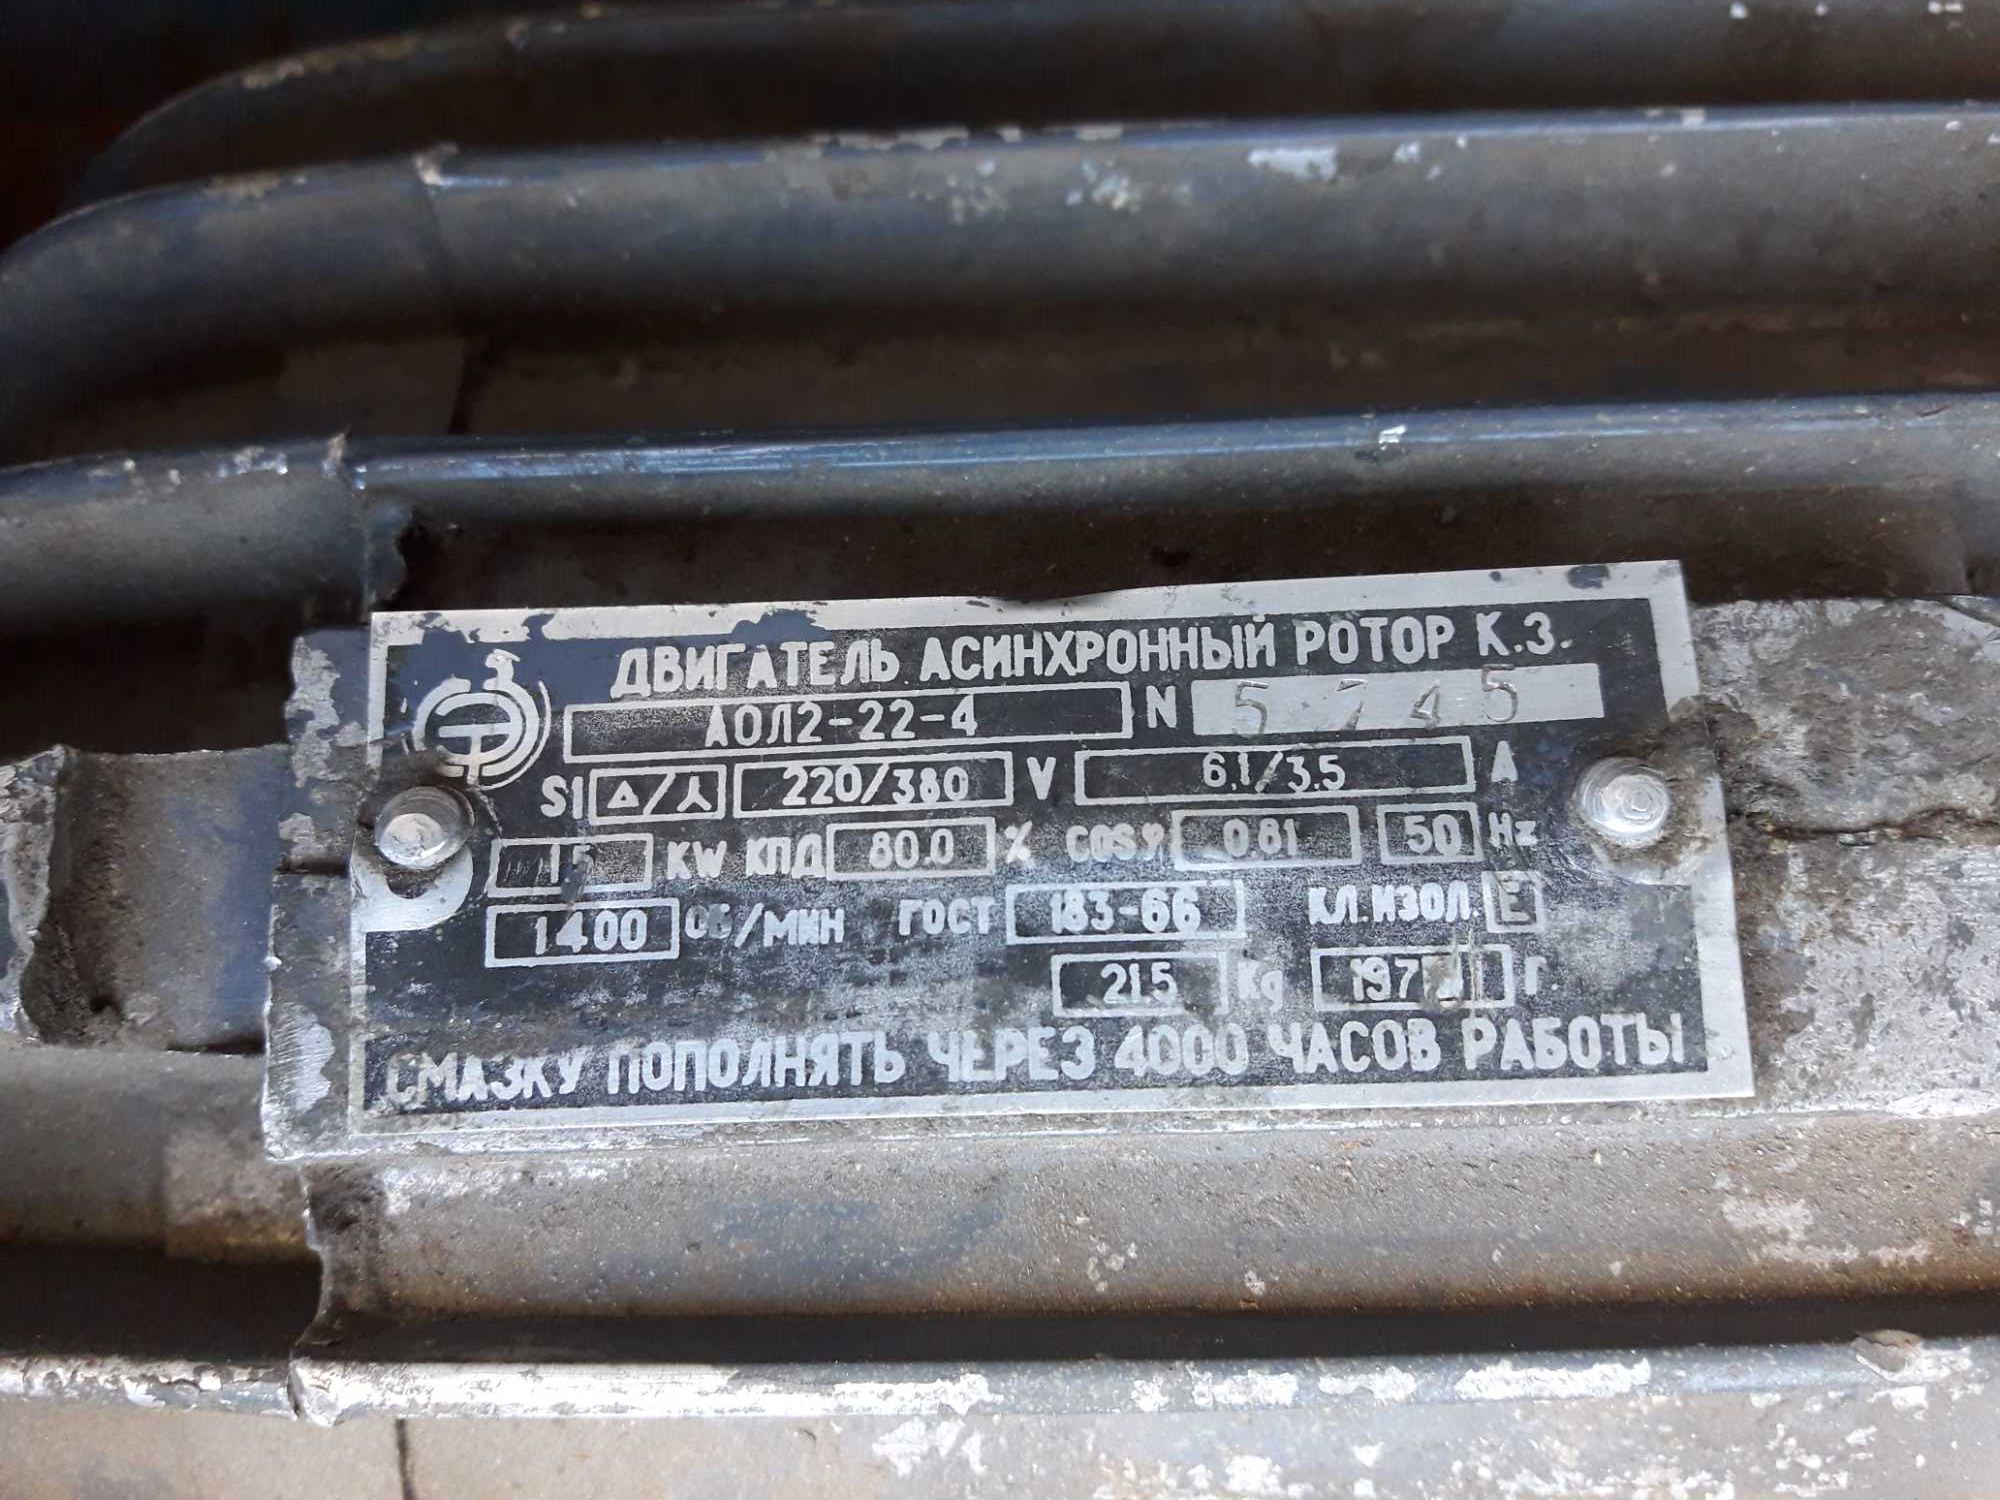 ДВИГАТЕЛЬ АСИНХРОННЫЙ РОТОР К.З.
АОЛ2-22-4 N
S1 △/Y 220/380 V 6.1/3.5 А
1.5 KW КПД 80.0 % COSφ 0.81 50 Hz
1400 ОБ/МИН ГОСТ 183-66 КЛ.ИЗОЛ. E
21.5 Kg Г.
СМАЗКУ ПОПОЛНЯТЬ ЧЕРЕЗ 4000 ЧАСОВ РАБОТЫ